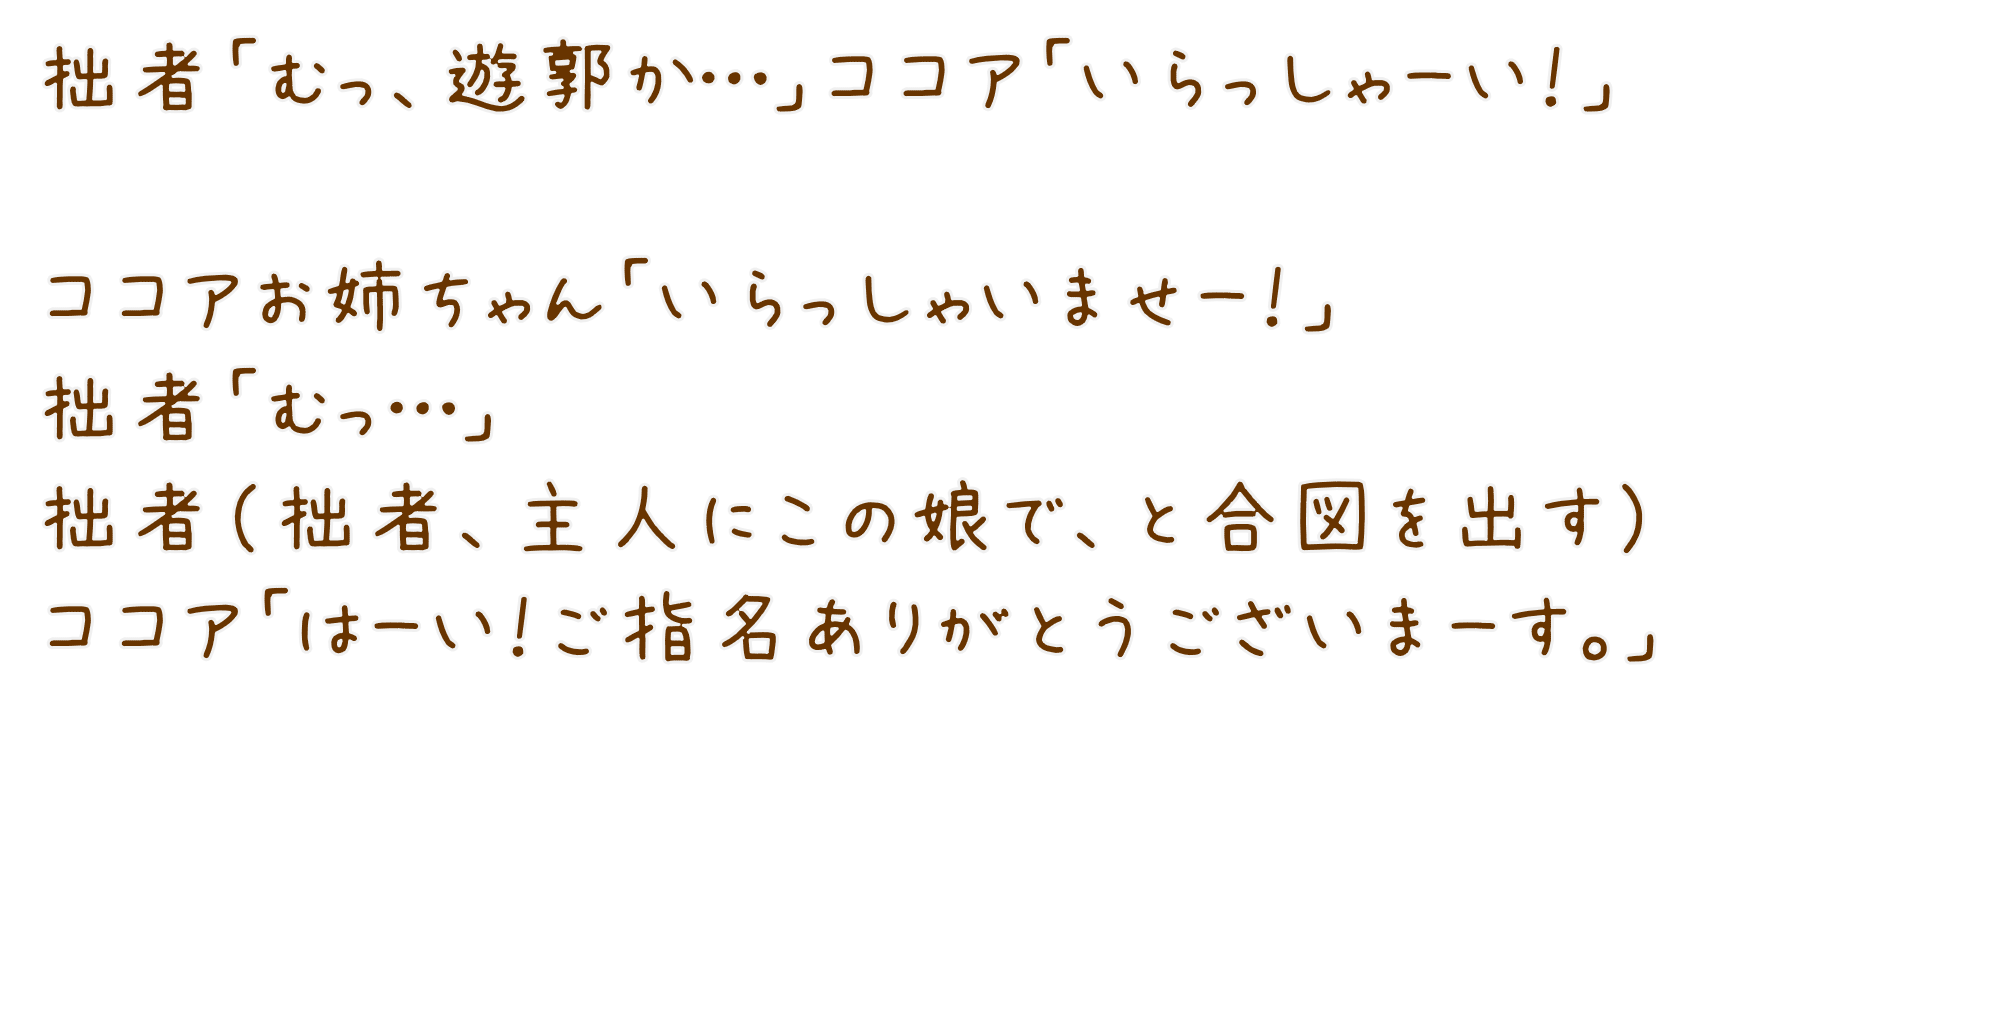 拙者「むっ、遊郭か…」ココア「いらっしゃーい！」
ココアお姉ちゃん「いらっしゃいませー！」
拙者「むっ…」
拙者(拙者、主人にこの娘で、と合図を出す)
ココア「はーい！ご指名ありがとうございまーす。」